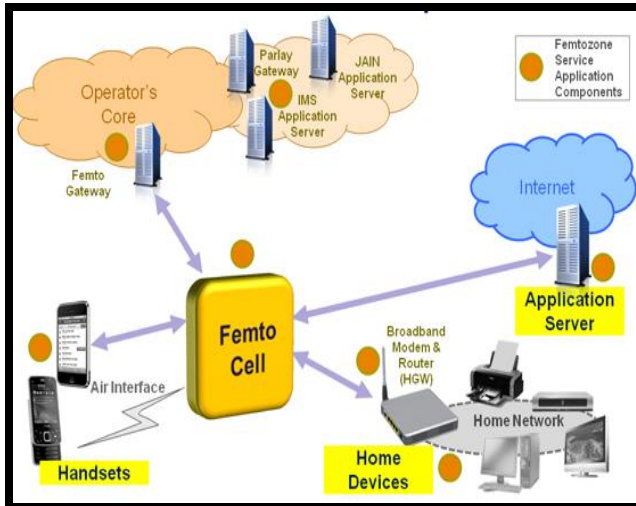 Parlay
Gateway
JAIN
Application
Server
Operator's
Core
IMS
Application
Server
Femto
Gateway
Femtozone
Service
Application
Components
Internet
Application
Server
Femto
Cell
Broadband
Modem &
Router
(HGW)
Air Interface
Handsets
Home Network
Home
Devices